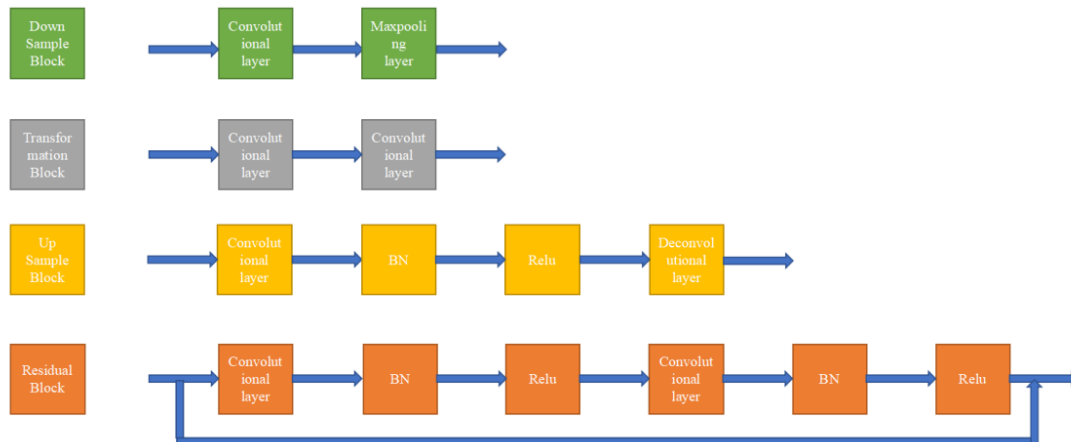 Down
Sample
Block
Convolut
ional
layer
Maxpooli
ng
layer
Transfor
mation
Block
Convolut
ional
layer
Convolut
ional
layer
Up
Sample
Block
Convolut
ional
layer
BN
Relu
Deconvol
utional
layer
Residual
Block
Convolut
ional
layer
BN
Relu
Convolut
ional
layer
BN
Relu